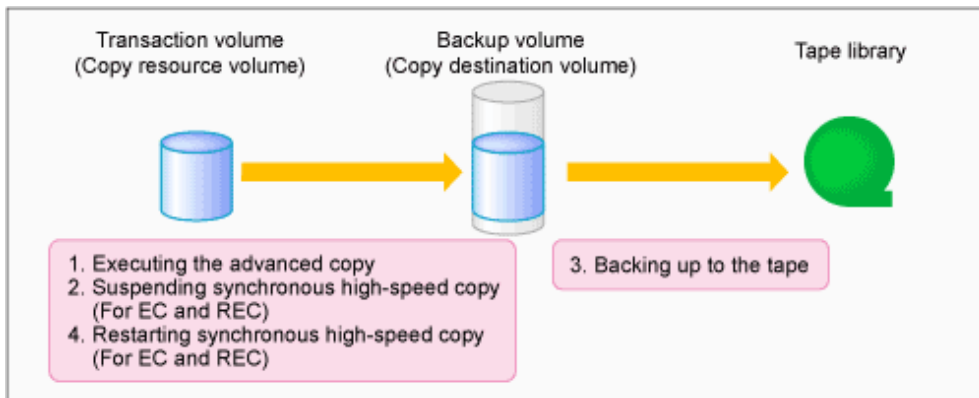 Transaction volume
(Copy resource volume)
Backup volume
(Copy destination volume)
Tape library
1. Executing the advanced copy
2. Suspending synchronous high-speed copy
(For EC and REC)
4. Restarting synchronous high-speed copy
(For EC and REC)
3. Backing up to the tape